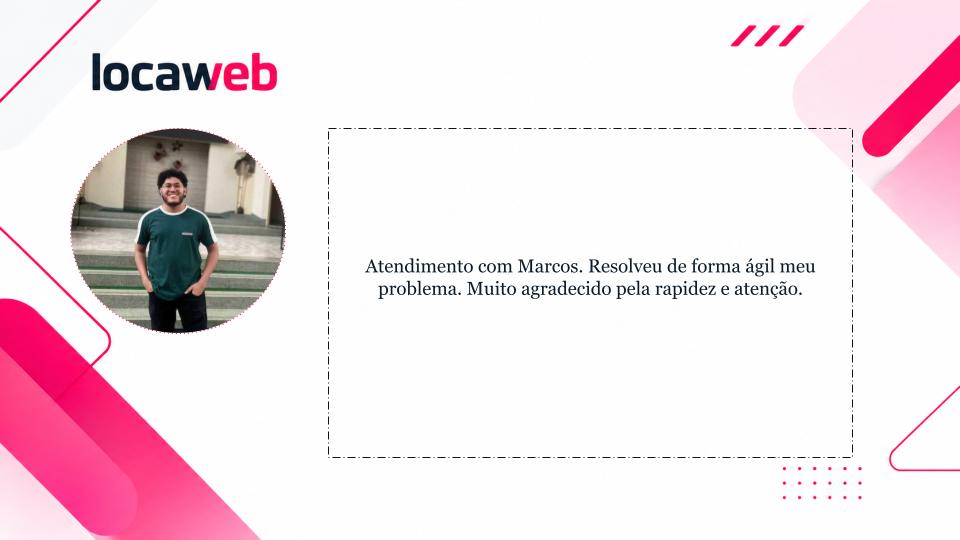 locaweb
Atendimento com Marcos. Resolveu de forma ágil meu
problema. Muito agradecido pela rapidez e atenção.